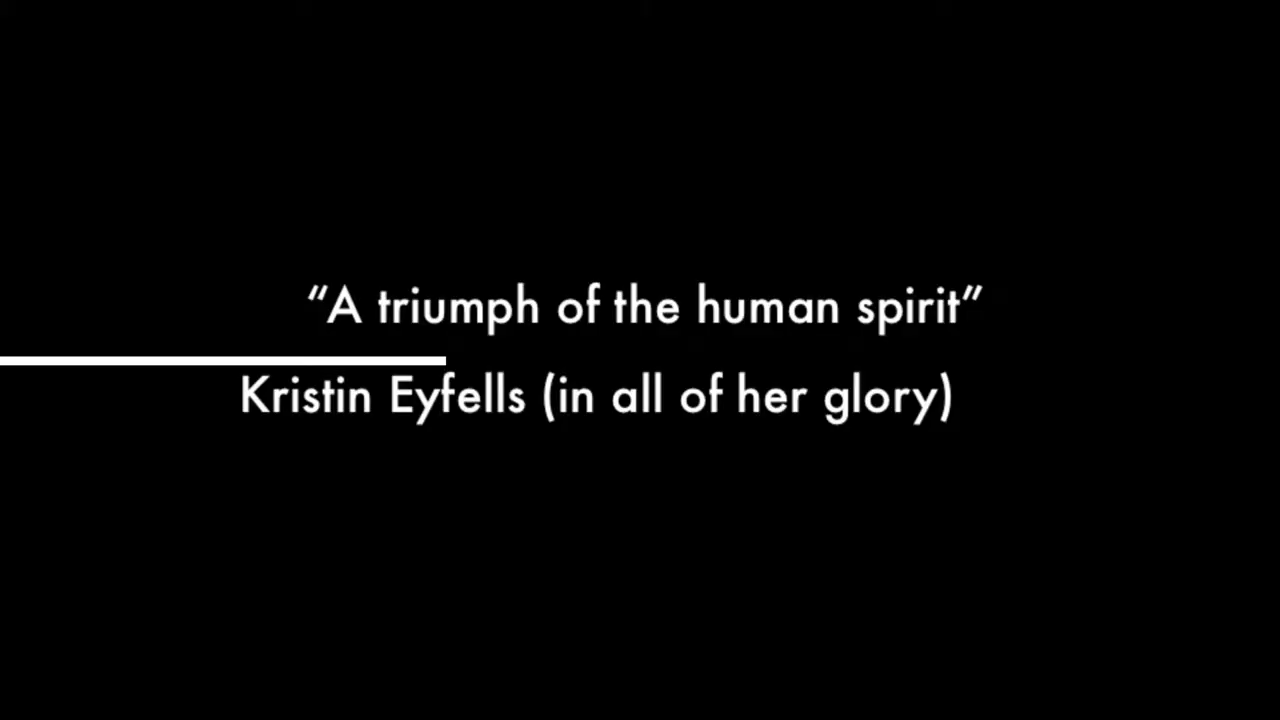 “A triumph of the human spirit”
Kristin Eyfells (in all of her glory)